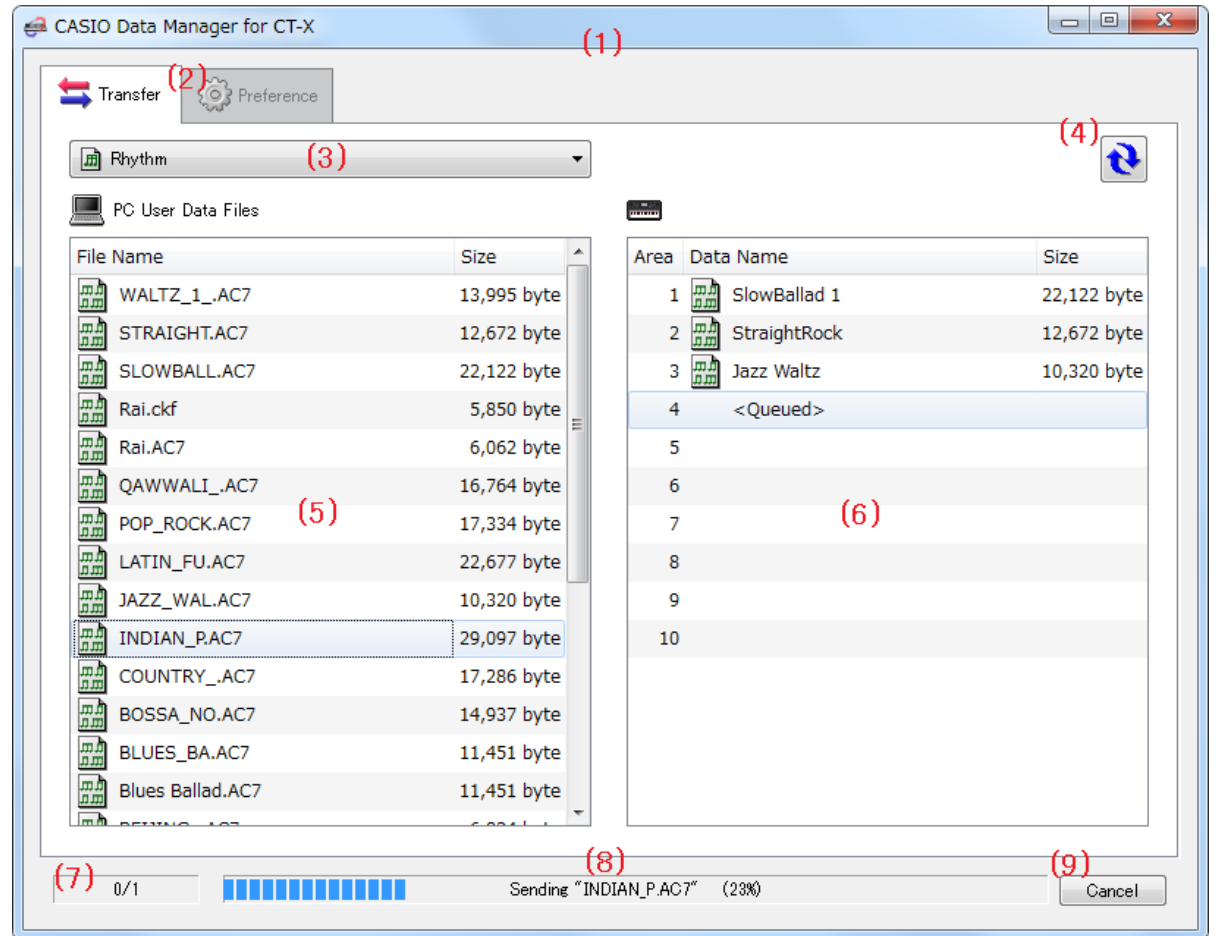 CASIO Data Manager for CT-X
(1)
Transfer (2) Preference
Rhythm (3)
(4)
PC User Data Files
File Name Size
WALTZ_1_.AC7 13,995 byte
STRAIGHT.AC7 12,672 byte
SLOWBALL.AC7 22,122 byte
Rai.ckf 5,850 byte
Rai.AC7 6,062 byte
QAWWALI_.AC7 16,764 byte
(5)
POP_ROCK.AC7 17,334 byte
LATIN_FU.AC7 22,677 byte
JAZZ_WAL.AC7 10,320 byte
INDIAN_P.AC7 29,097 byte
COUNTRY_.AC7 17,286 byte
BOSSA_NO.AC7 14,937 byte
BLUES_BA.AC7 11,451 byte
Blues Ballad.AC7 11,451 byte
Area Data Name Size
1 SlowBallad 1 22,122 byte
2 StraightRock 12,672 byte
3 Jazz Waltz 10,320 byte
4 <Queued>
5
6
(6)
7
8
9
10
(7) 0/1
(8)
Sending "INDIAN_P.AC7" (23%)
(9)
Cancel